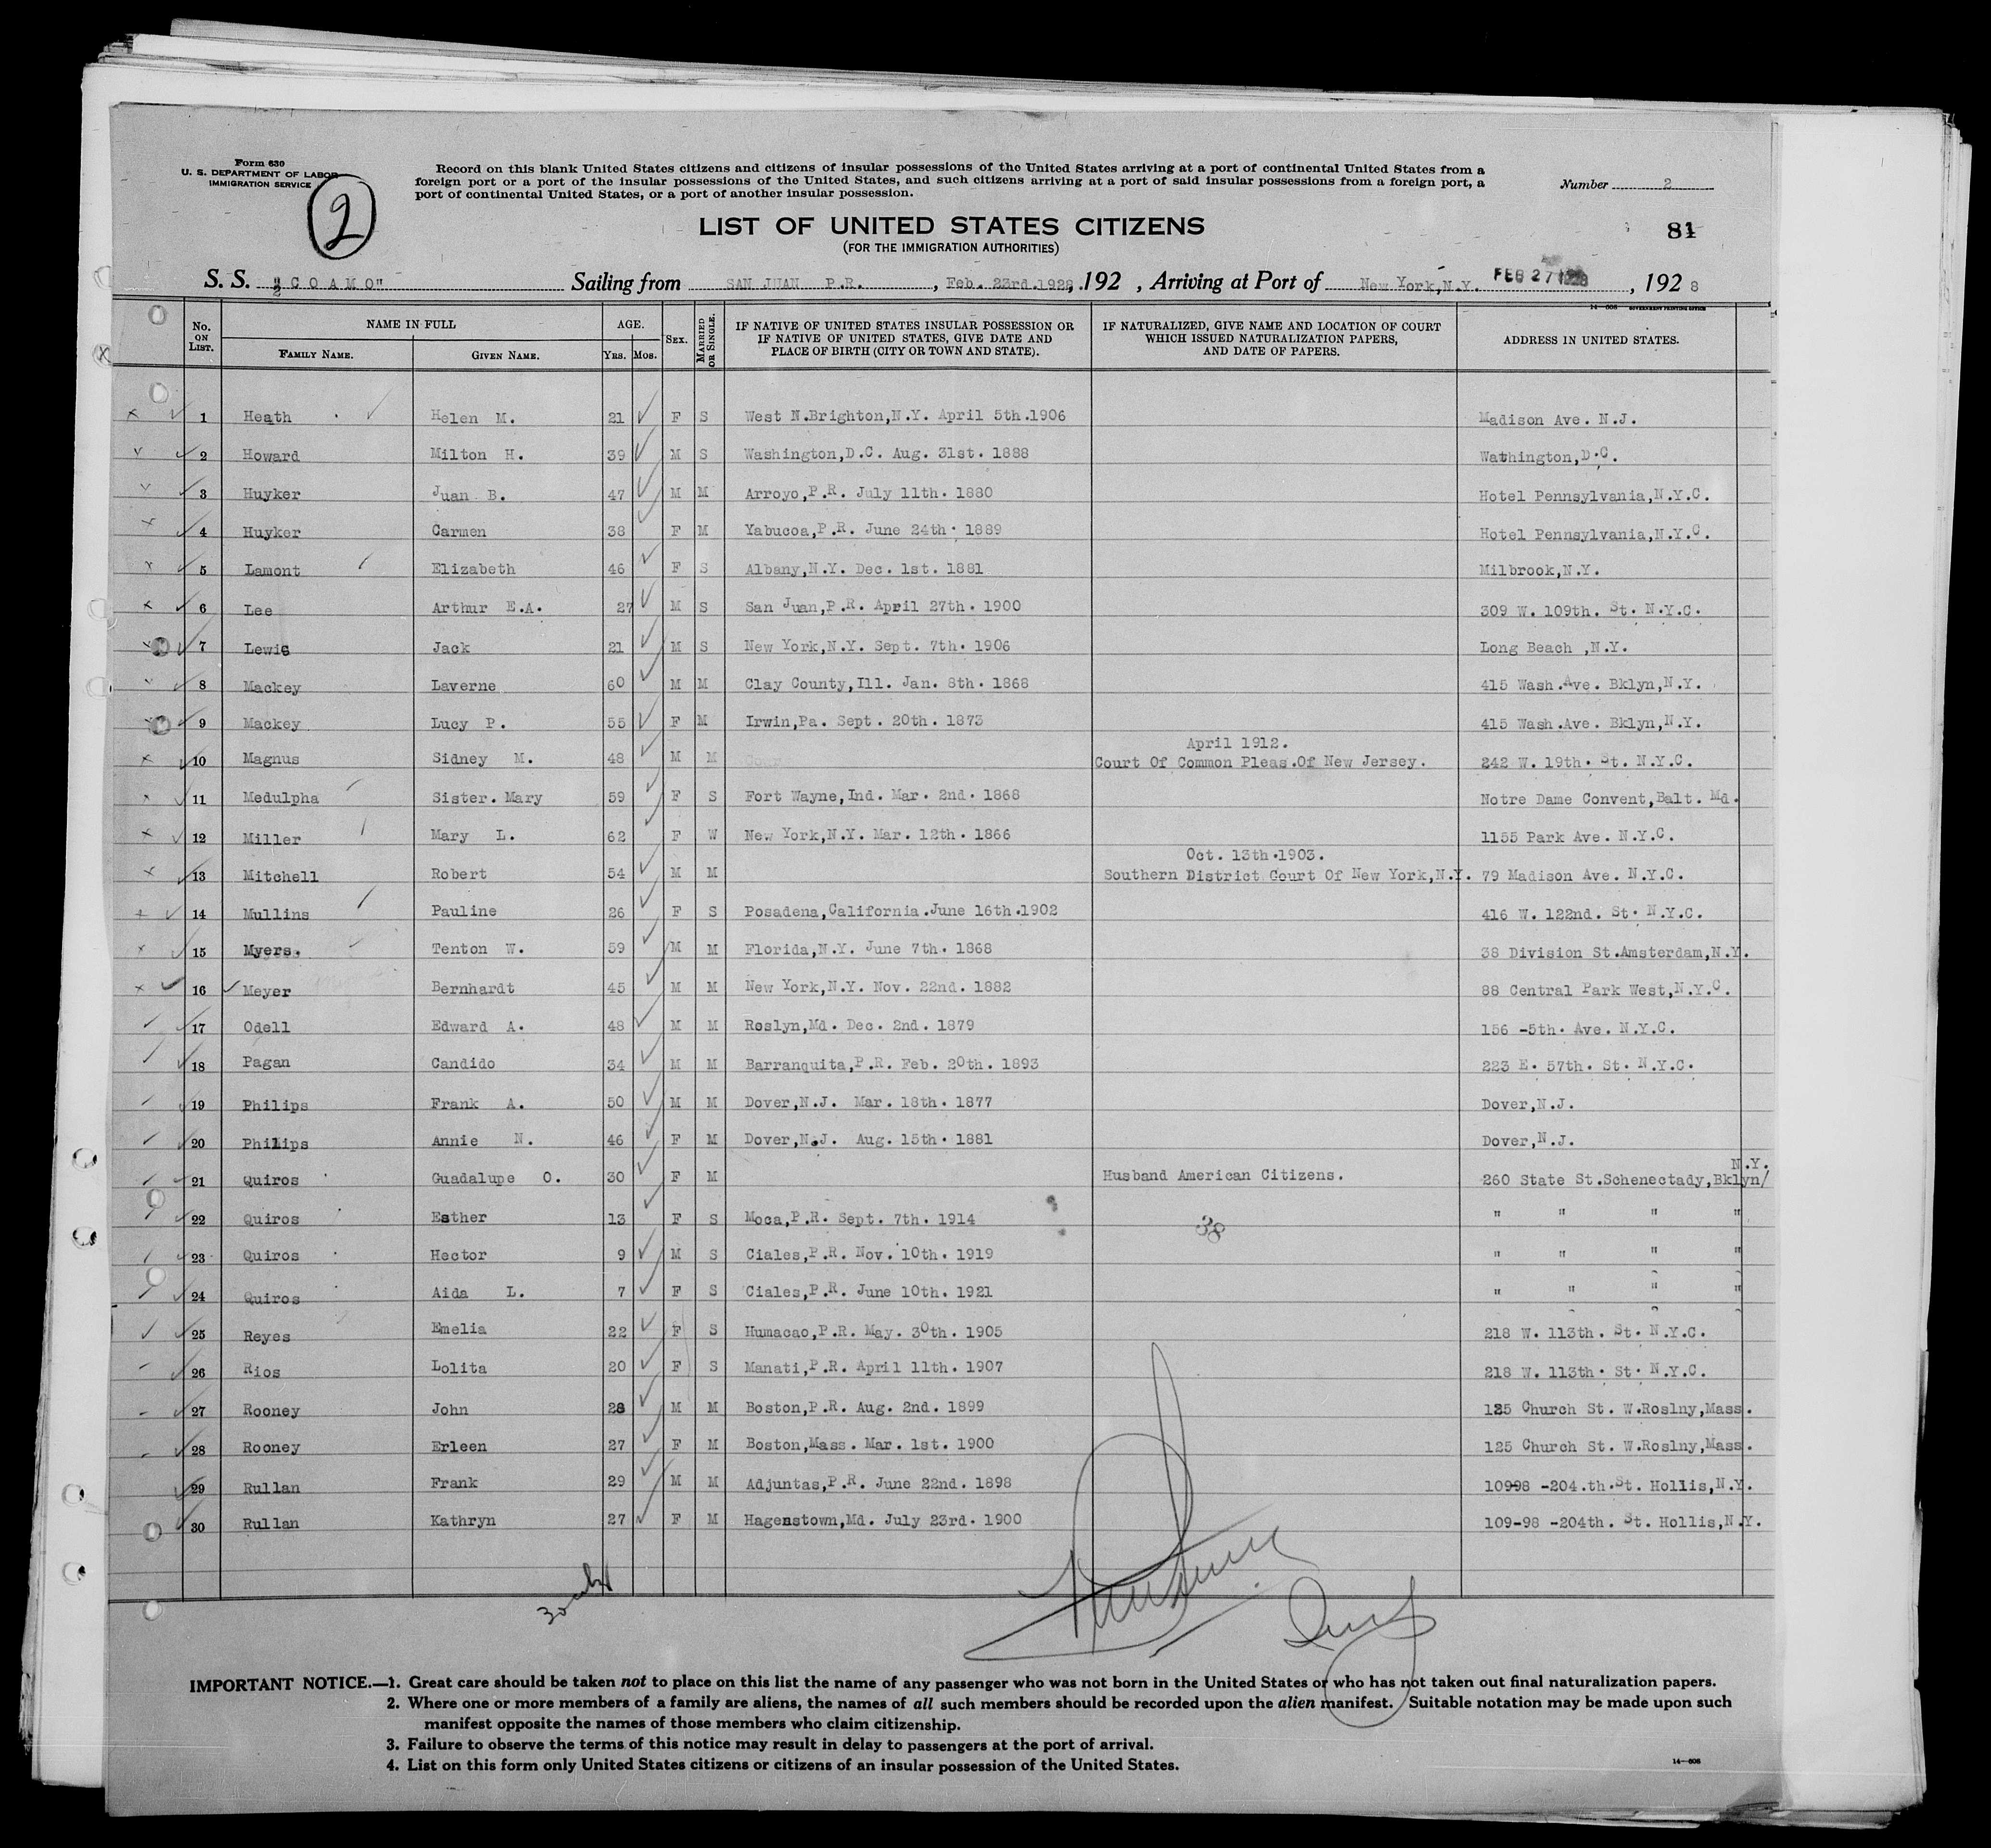 Form 630
U. S. DEPARTMENT OF LABOR
IMMIGRATION SERVICE
2
Record on this blank United States citizens and citizens of insular possessions of the United States arriving at a port of continental United States from a
foreign port or a port of the insular possessions of the United States, and such citizens arriving at a port of said insular possessions from a foreign port, a
port of continental United States, or a port of another insular possession.
Number 2
81
LIST OF UNITED STATES CITIZENS
(FOR THE IMMIGRATION AUTHORITIES)
S. S. "COAMO" Sailing from SAN JUAN P.R. , Feb. 23rd.1928, 192 , Arriving at Port of New York,N.Y. FEB 27 1928 , 192 8
14-606 GOVERNMENT PRINTING OFFICE
No. ON LIST. NAME IN FULL FAMILY NAME. GIVEN NAME. AGE. YRS. MOS. SEX. MARRIED OR SINGLE. IF NATIVE OF UNITED STATES INSULAR POSSESSION OR IF NATIVE OF UNITED STATES, GIVE DATE AND PLACE OF BIRTH (CITY OR TOWN AND STATE). IF NATURALIZED, GIVE NAME AND LOCATION OF COURT WHICH ISSUED NATURALIZATION PAPERS, AND DATE OF PAPERS. ADDRESS IN UNITED STATES.
1 Heath Helen M. 21 F S West N.Brighton,N.Y. April 5th.1906 Madison Ave. N.J.
2 Howard Milton H. 39 M S Washington,D.C. Aug. 31st. 1888 Wathington,D.C.
3 Huyker Juan B. 47 M M Arroyo,P.R. July 11th. 1880 Hotel Pennsylvania,N.Y.C.
4 Huyker Carmen 38 F M Yabucoa,P.R. June 24th. 1889 Hotel Pennsylvania,N.Y.C.
5 Lamont Elizabeth 46 F S Albany,N.Y. Dec. 1st. 1881 Milbrook,N.Y.
6 Lee Arthur E.A. 27 M S San Juan,P.R. April 27th. 1900 309 W. 109th. St. N.Y.C.
7 Lewis Jack 21 M S New York,N.Y. Sept. 7th. 1906 Long Beach ,N.Y.
8 Mackey Laverne 60 M M Clay County,Ill. Jan. 8th. 1868 415 Wash.Ave. Bklyn,N.Y.
9 Mackey Lucy P. 55 F M Irwin,Pa. Sept. 20th. 1873 415 Wash.Ave. Bklyn,N.Y.
April 1912.
10 Magnus Sidney M. 48 M M Court Of Common Pleas.Of New Jersey. 242 W. 19th. St. N.Y.C.
11 Medulpha Sister. Mary 59 F S Fort Wayne,Ind. Mar. 2nd. 1868 Notre Dame Convent,Balt. Md.
12 Miller Mary L. 62 F W New York,N.Y. Mar. 12th. 1866 1155 Park Ave. N.Y.C.
Oct. 13th.1903.
13 Mitchell Robert 54 M M Southern District Court Of New York,N.Y. 79 Madison Ave. N.Y.C.
14 Mullins Pauline 26 F S Posadena,California.June 16th.1902 416 W. 122nd. St. N.Y.C.
15 Myers. Tenton W. 59 M M Florida,N.Y. June 7th. 1868 38 Division St.Amsterdam,N.Y.
16 Meyer Bernhardt 45 M M New York,N.Y. Nov. 22nd. 1882 88 Central Park West,N.Y.C.
17 Odell Edward A. 48 M M Roslyn,Md. Dec. 2nd. 1879 156 -5th. Ave. N.Y.C.
18 Pagan Candido 34 M M Barranquita,P.R. Feb. 20th. 1893 223 E. 57th. St. N.Y.C.
19 Philips Frank A. 50 M M Dover,N.J. Mar. 18th. 1877 Dover,N.J.
20 Philips Annie N. 46 F M Dover,N.J. Aug. 15th. 1881 Dover,N.J.
N.Y.
21 Quiros Guadalupe O. 30 F M Husband American Citizens. 260 State St.Schenectady,Bklyn/
22 Quiros Esther 13 F S Moca,P.R. Sept. 7th. 1914 38 " " " "
23 Quiros Hector 9 M S Ciales,P.R. Nov. 10th. 1919 " " " "
24 Quiros Aida L. 7 F S Ciales,P.R. June 10th. 1921 " " " "
25 Reyes Emelia 22 F S Humacao,P.R. May. 30th. 1905 218 W. 113th. St. N.Y.C.
26 Rios Lolita 20 F S Manati,P.R. April 11th. 1907 218 W. 113th. St. N.Y.C.
27 Rooney John 28 M M Boston,P.R. Aug. 2nd. 1899 125 Church St. W.Roslny,Mass.
28 Rooney Erleen 27 F M Boston,Mass. Mar. 1st. 1900 125 Church St. W.Roslny,Mass.
29 Rullan Frank 29 M M Adjuntas,P.R. June 22nd. 1898 10998 -204.th.St. Hollis,N.Y.
30 Rullan Kathryn 27 F M Hagenstown,Md. July 23rd. 1900 109-98 -204th. St. Hollis,N.Y.
IMPORTANT NOTICE.—1. Great care should be taken not to place on this list the name of any passenger who was not born in the United States or who has not taken out final naturalization papers.
2. Where one or more members of a family are aliens, the names of all such members should be recorded upon the alien manifest. Suitable notation may be made upon such
manifest opposite the names of those members who claim citizenship.
3. Failure to observe the terms of this notice may result in delay to passengers at the port of arrival.
4. List on this form only United States citizens or citizens of an insular possession of the United States.
14-606